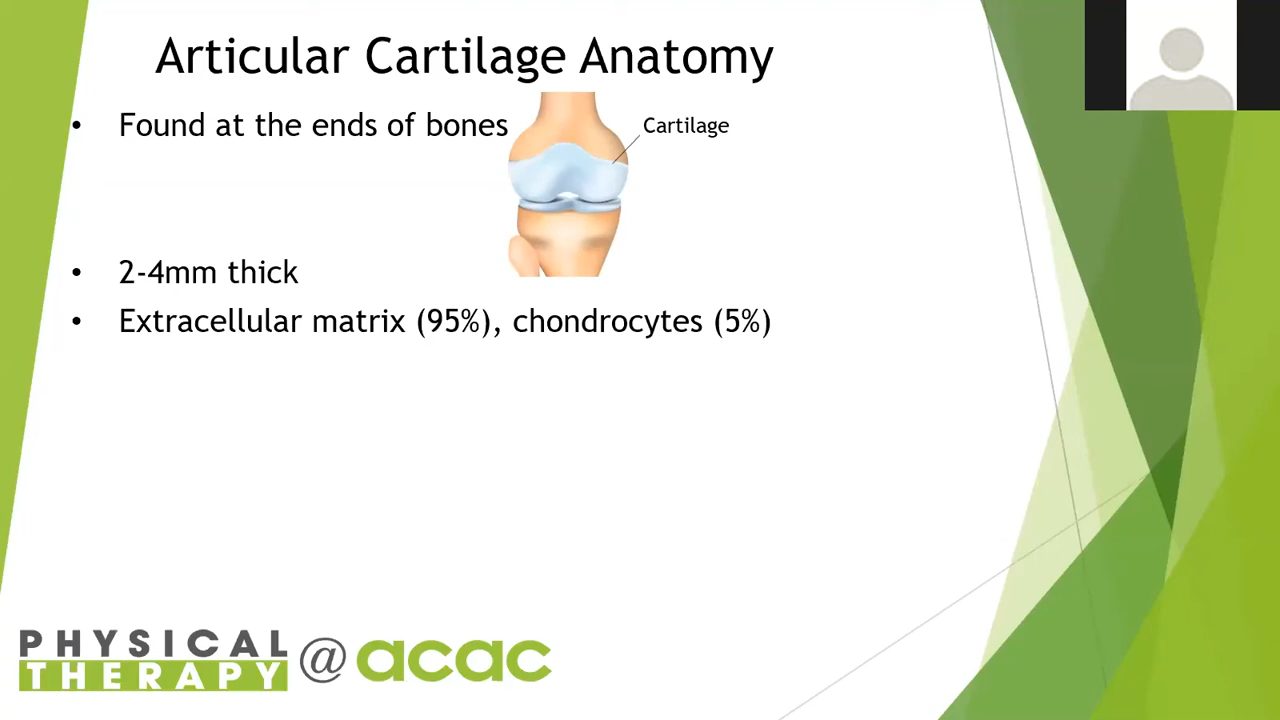 Articular Cartilage Anatomy
• Found at the ends of bones
Cartilage
• 2-4mm thick
• Extracellular matrix (95%), chondrocytes (5%)
PHYSICAL
THERAPY
@ acac